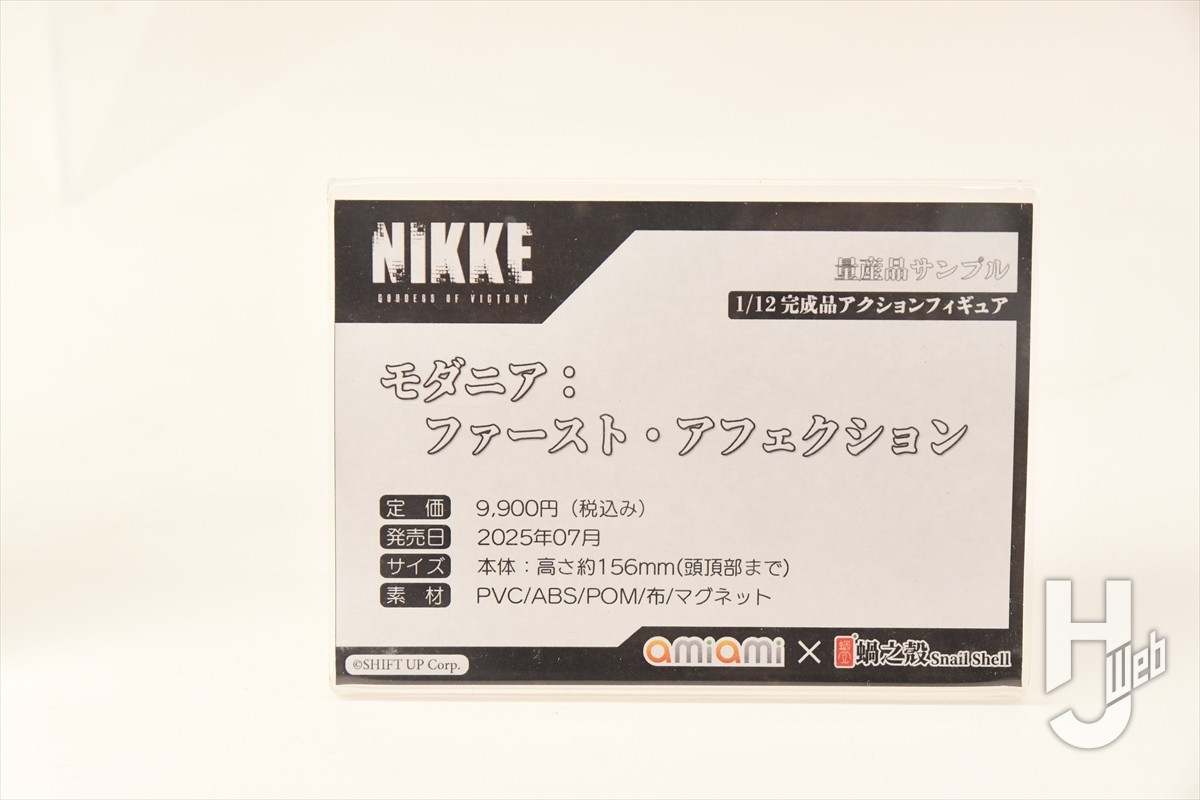 NIKKE
GODDESS OF VICTORY
量産品サンプル
1/12 完成品アクションフィギュア
モダニア：
ファースト・アフェクション
定 価 9,900円（税込み）
発売日 2025年07月
サイズ 本体：高さ約156mm(頭頂部まで)
素 材 PVC/ABS/POM/布/マグネット
©SHIFT UP Corp.
amiami × 蝸之殼 Snail Shell
HJ Web